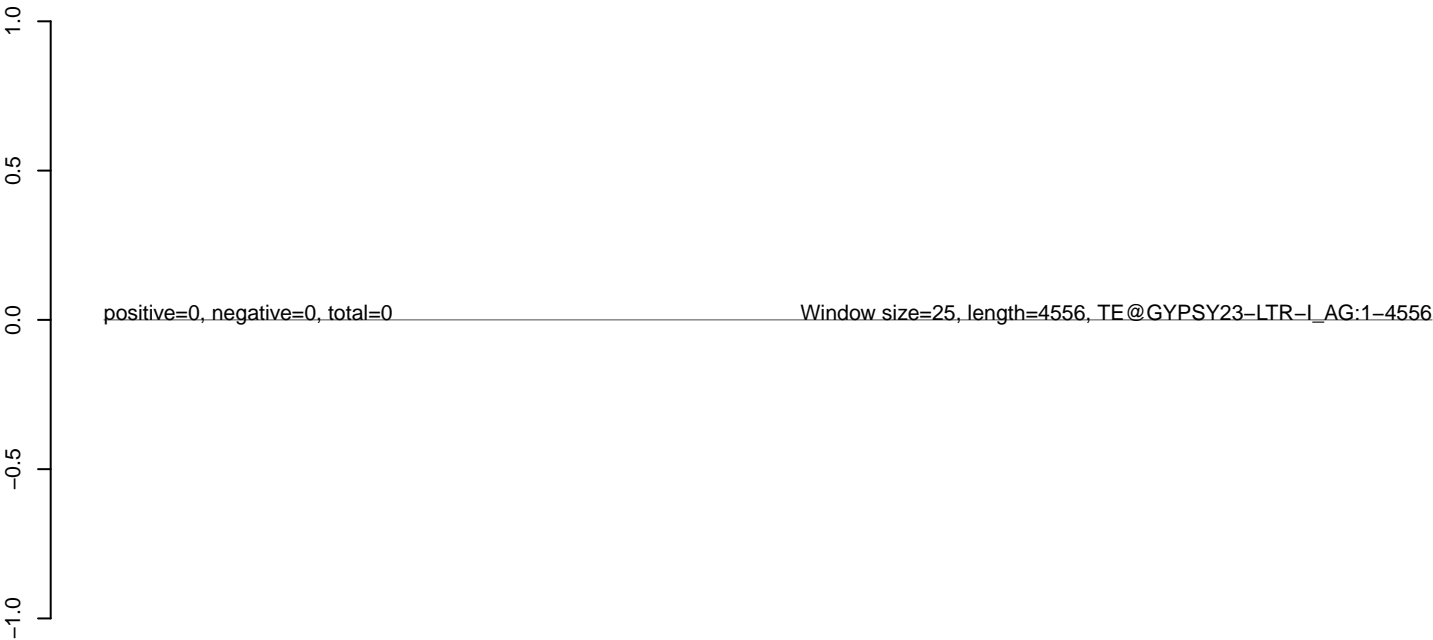 1.0
0.5
0.0
−0.5
−1.0
positive=0, negative=0, total=0
Window size=25, length=4556, TE@GYPSY23−LTR−I_AG:1−4556